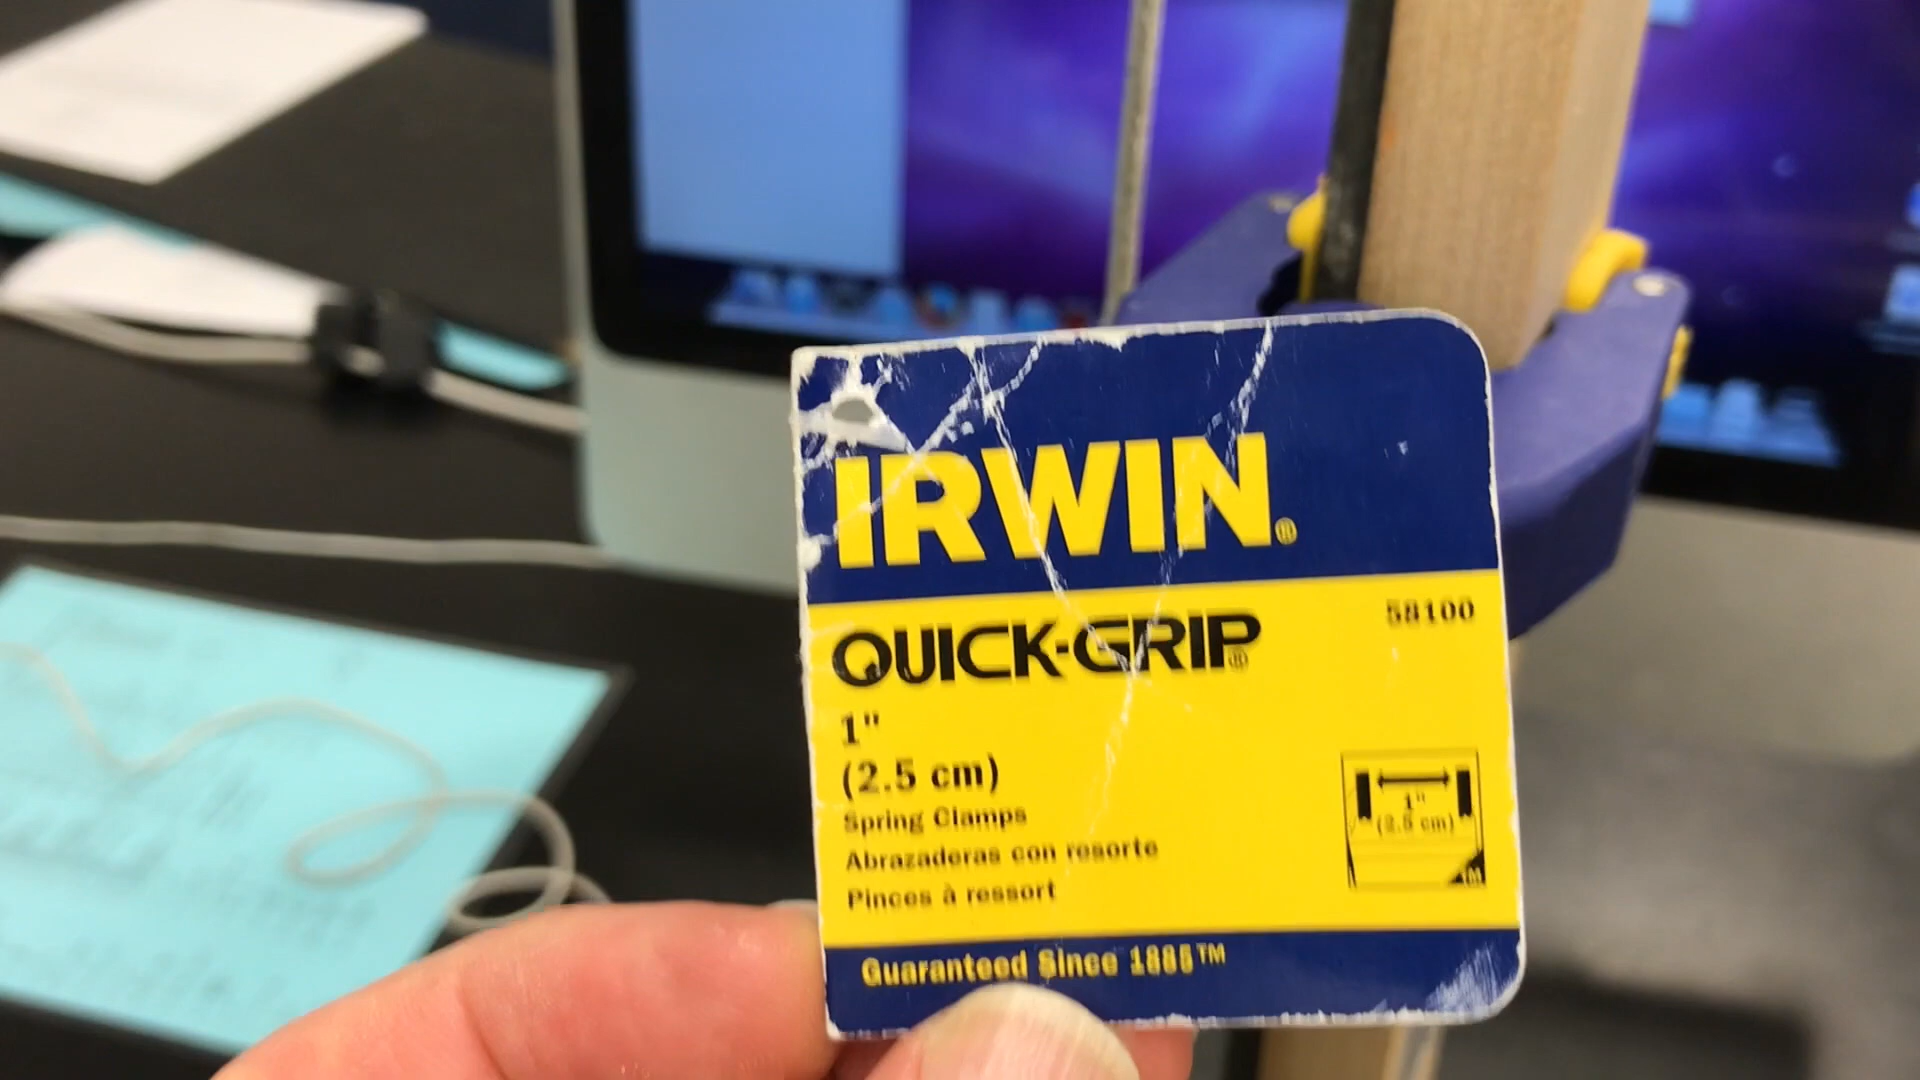 IRWIN®
QUICK-GRIP®
58100
1"
(2.5 cm)
Spring Clamps
Abrazaderas con resorte
Pinces à ressort
1"
(2.5 cm)
TM
Guaranteed Since 1885™